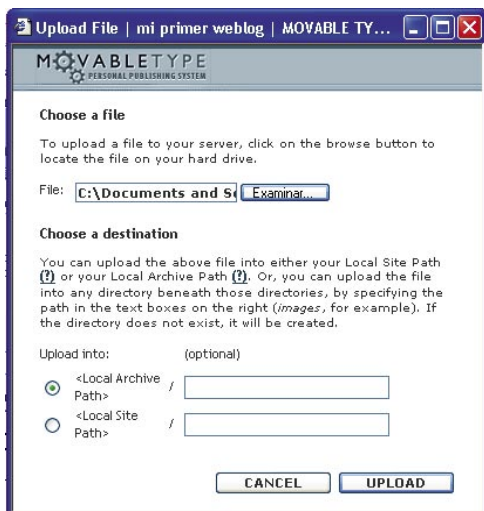 Upload File | mi primer weblog | MOVABLE TY...
MOVABLE TYPE
PERSONAL PUBLISHING SYSTEM
Choose a file
To upload a file to your server, click on the browse button to
locate the file on your hard drive.
File: C:\Documents and Se Examinar...
Choose a destination
You can upload the above file into either your Local Site Path
(?) or your Local Archive Path (?). Or, you can upload the file
into any directory beneath those directories, by specifying the
path in the text boxes on the right (images, for example). If
the directory does not exist, it will be created.
Upload into: (optional)
<Local Archive /
Path>
<Local Site /
Path>
CANCEL UPLOAD